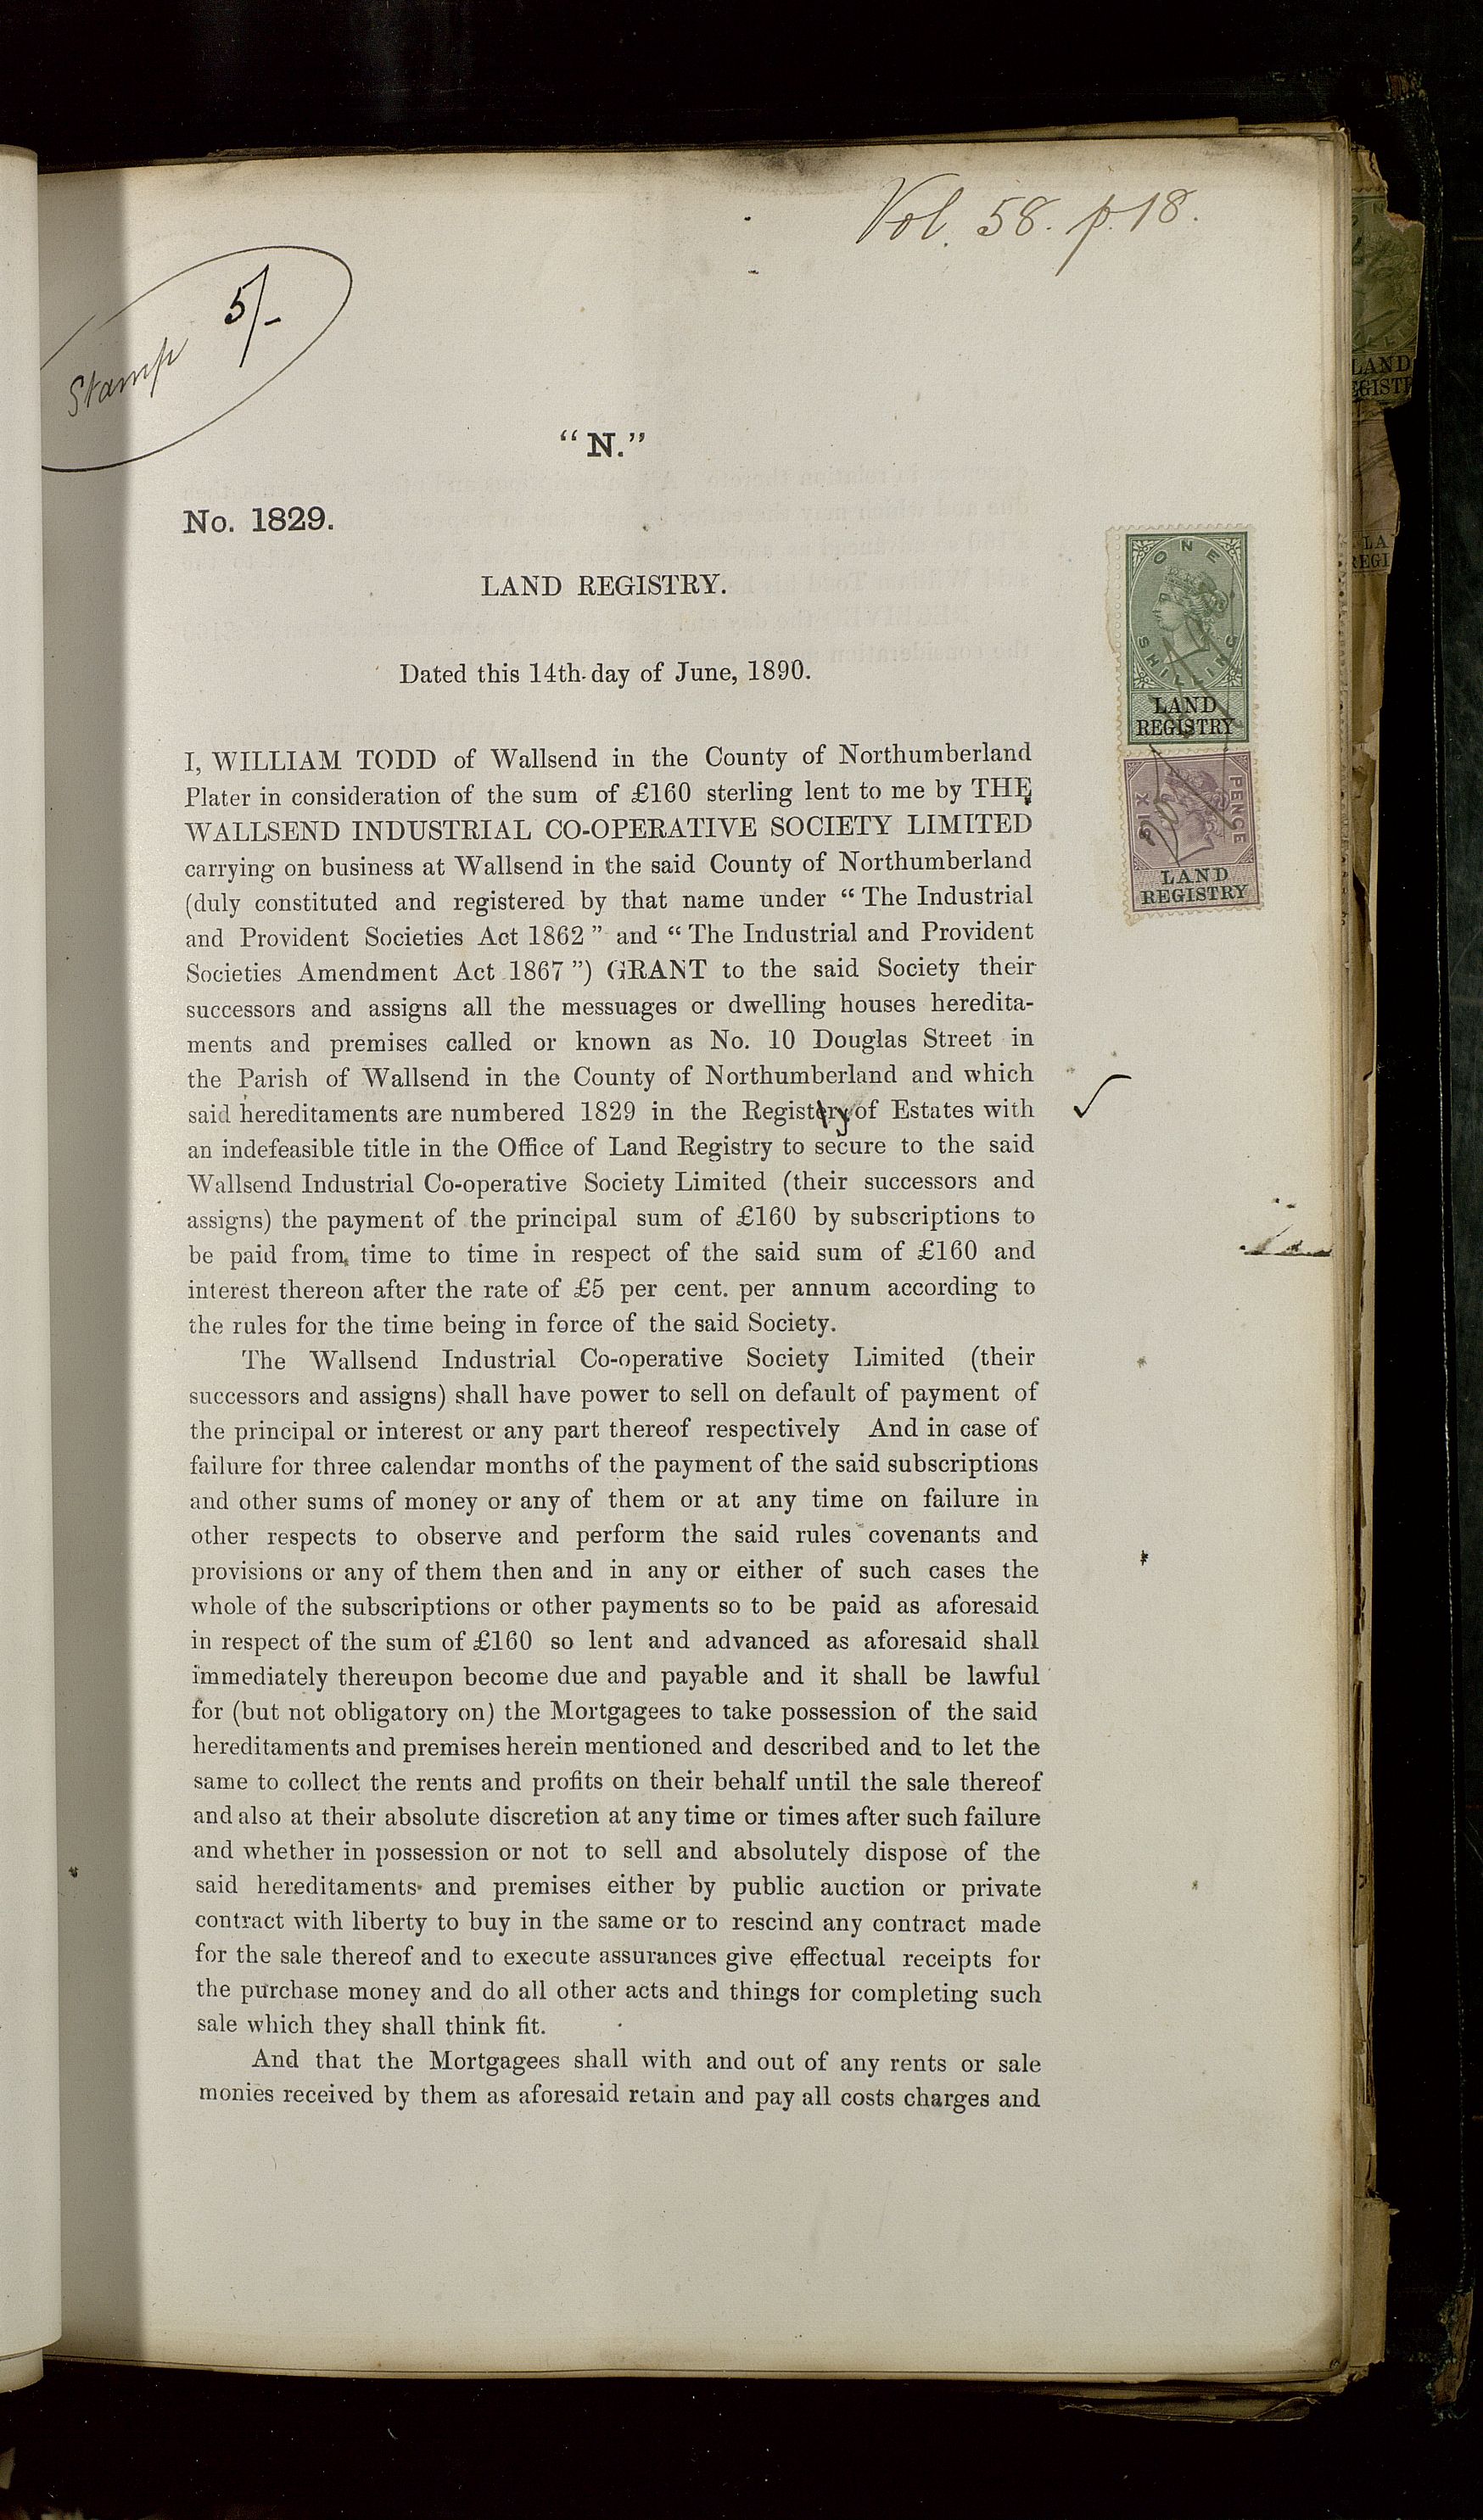 Vol. 58. p. 18.
Stamp 5/-
“N.”
No. 1829.
LAND REGISTRY.
Dated this 14th day of June, 1890.
I, WILLIAM TODD of Wallsend in the County of Northumberland
Plater in consideration of the sum of £160 sterling lent to me by THE
WALLSEND INDUSTRIAL CO-OPERATIVE SOCIETY LIMITED
carrying on business at Wallsend in the said County of Northumberland
(duly constituted and registered by that name under “ The Industrial
and Provident Societies Act 1862 ” and “ The Industrial and Provident
Societies Amendment Act 1867 ”) GRANT to the said Society their
successors and assigns all the messuages or dwelling houses heredita-
ments and premises called or known as No. 10 Douglas Street in
the Parish of Wallsend in the County of Northumberland and which
said hereditaments are numbered 1829 in the Registry of Estates with
an indefeasible title in the Office of Land Registry to secure to the said
Wallsend Industrial Co-operative Society Limited (their successors and
assigns) the payment of the principal sum of £160 by subscriptions to
be paid from time to time in respect of the said sum of £160 and
interest thereon after the rate of £5 per cent. per annum according to
the rules for the time being in force of the said Society.
The Wallsend Industrial Co-operative Society Limited (their
successors and assigns) shall have power to sell on default of payment of
the principal or interest or any part thereof respectively And in case of
failure for three calendar months of the payment of the said subscriptions
and other sums of money or any of them or at any time on failure in
other respects to observe and perform the said rules covenants and
provisions or any of them then and in any or either of such cases the
whole of the subscriptions or other payments so to be paid as aforesaid
in respect of the sum of £160 so lent and advanced as aforesaid shall
immediately thereupon become due and payable and it shall be lawful
for (but not obligatory on) the Mortgagees to take possession of the said
hereditaments and premises herein mentioned and described and to let the
same to collect the rents and profits on their behalf until the sale thereof
and also at their absolute discretion at any time or times after such failure
and whether in possession or not to sell and absolutely dispose of the
said hereditaments and premises either by public auction or private
contract with liberty to buy in the same or to rescind any contract made
for the sale thereof and to execute assurances give effectual receipts for
the purchase money and do all other acts and things for completing such
sale which they shall think fit.
And that the Mortgagees shall with and out of any rents or sale
monies received by them as aforesaid retain and pay all costs charges and
ONE SHILLING
LAND
REGISTRY
SIX PENCE
LAND
REGISTRY
LAND